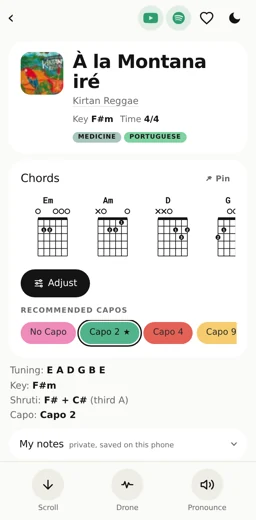 À la Montana
iré
Kirtan Reggae
Key F#m Time 4/4
MEDICINE PORTUGUESE
Chords
Pin
Em Am D G
Adjust
RECOMMENDED CAPOS
No Capo Capo 2 ★ Capo 4 Capo 9
Tuning: E A D G B E
Key: F#m
Shruti: F# + C# (third A)
Capo: Capo 2
My notes private, saved on this phone
Scroll Drone Pronounce